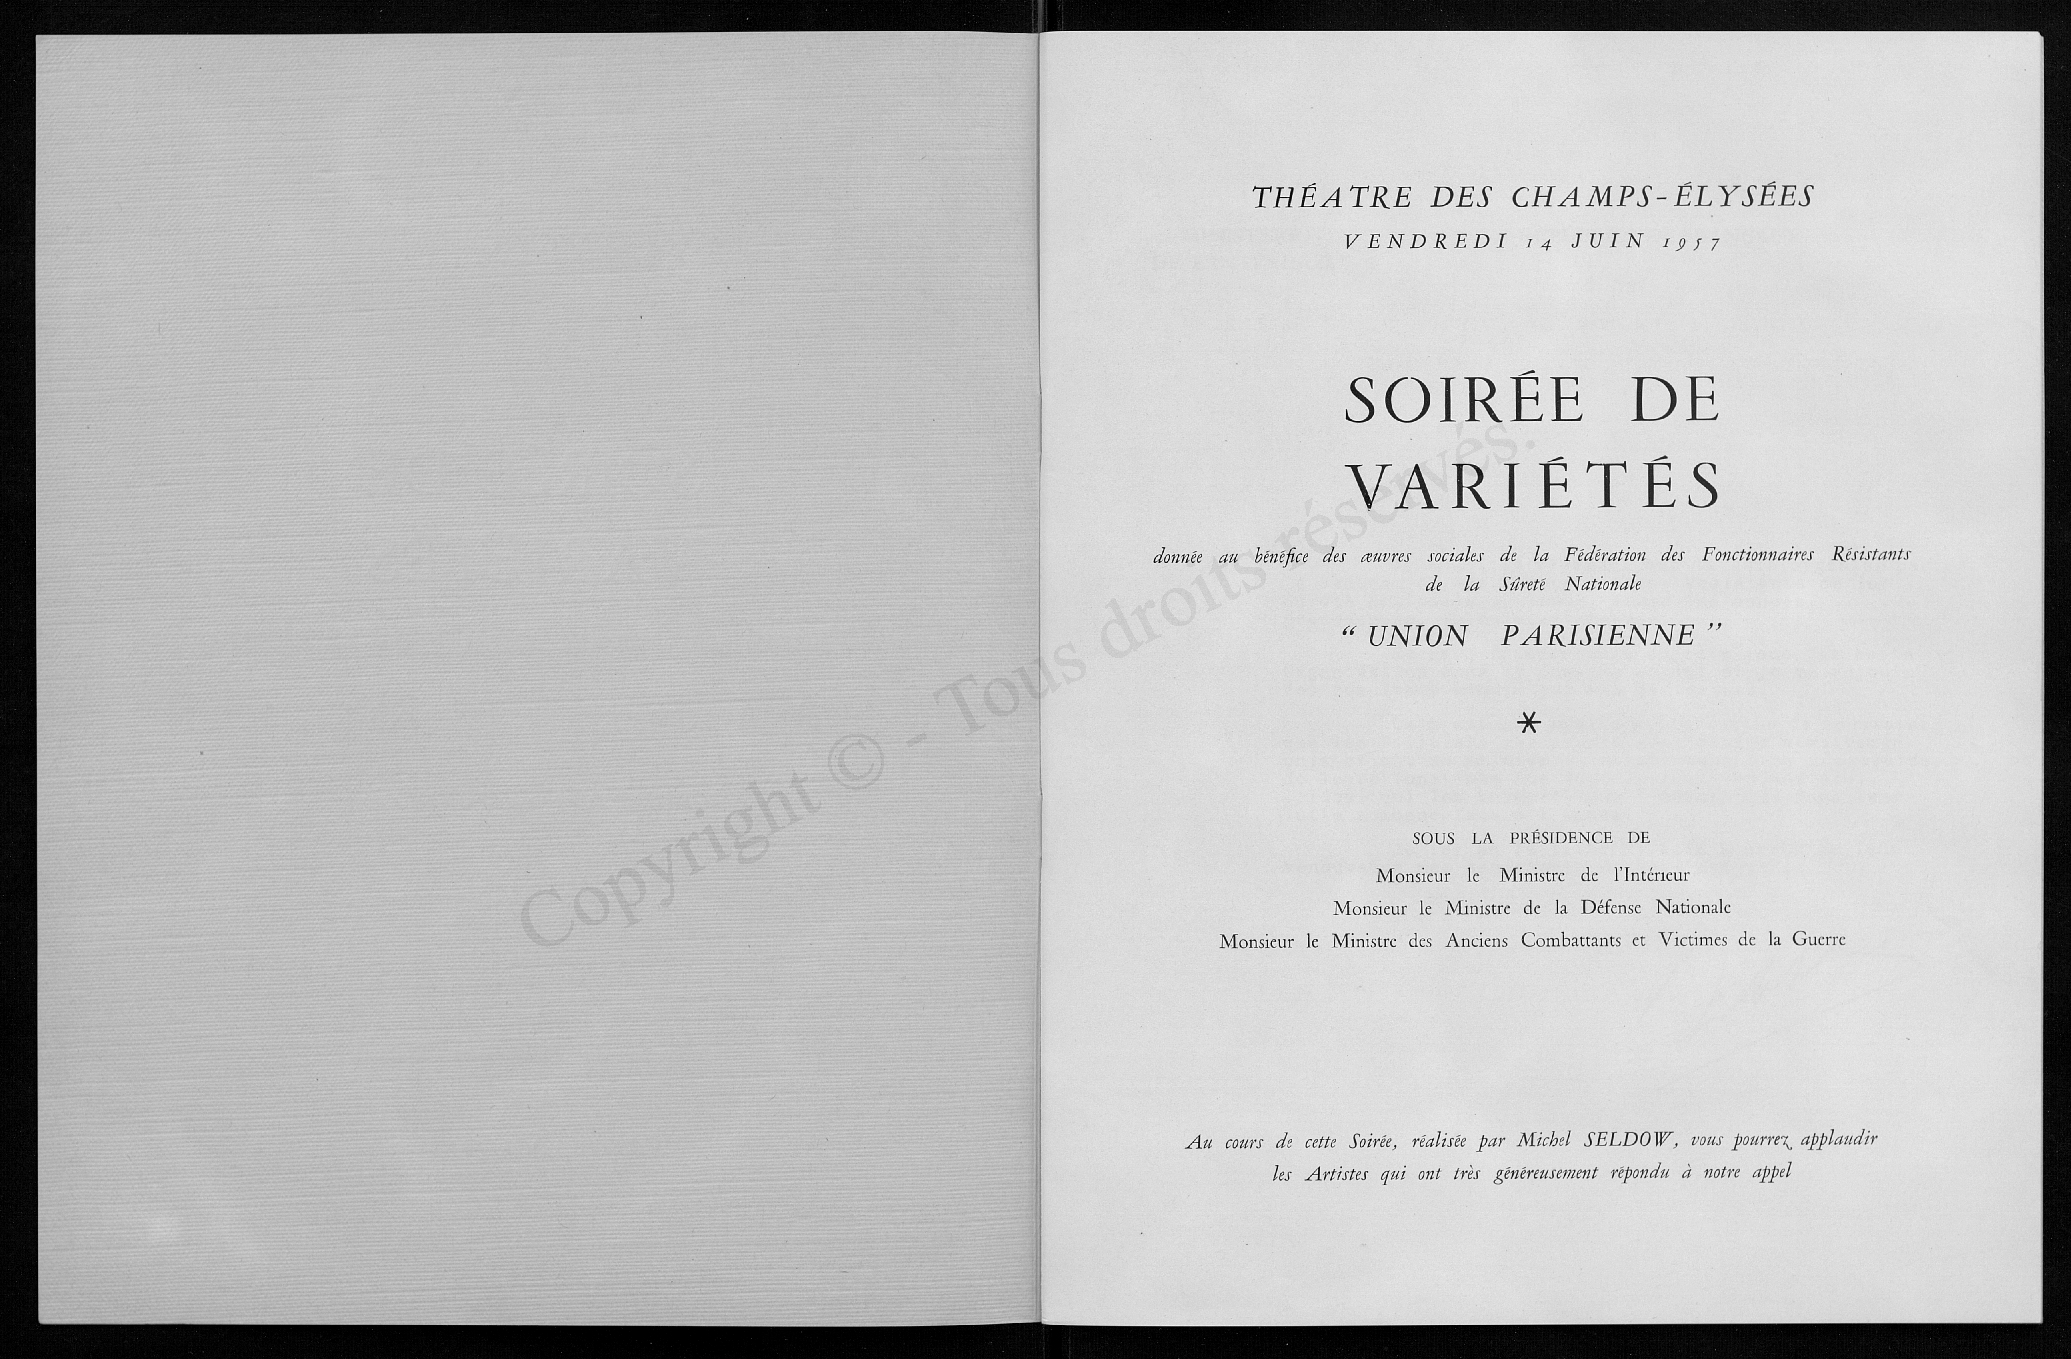 THÉATRE DES CHAMPS-ÉLYSÉES
VENDREDI 14 JUIN 1957
SOIRÉE DE
VARIÉTÉS
donnée au bénéfice des œuvres sociales de la Fédération des Fonctionnaires Résistants
de la Sûreté Nationale
“ UNION PARISIENNE ”
*
SOUS LA PRÉSIDENCE DE
Monsieur le Ministre de l'Intérieur
Monsieur le Ministre de la Défense Nationale
Monsieur le Ministre des Anciens Combattants et Victimes de la Guerre
Au cours de cette Soirée, réalisée par Michel SELDOW, vous pourrez applaudir
les Artistes qui ont très généreusement répondu à notre appel
Copyright © - Tous droits réservés.